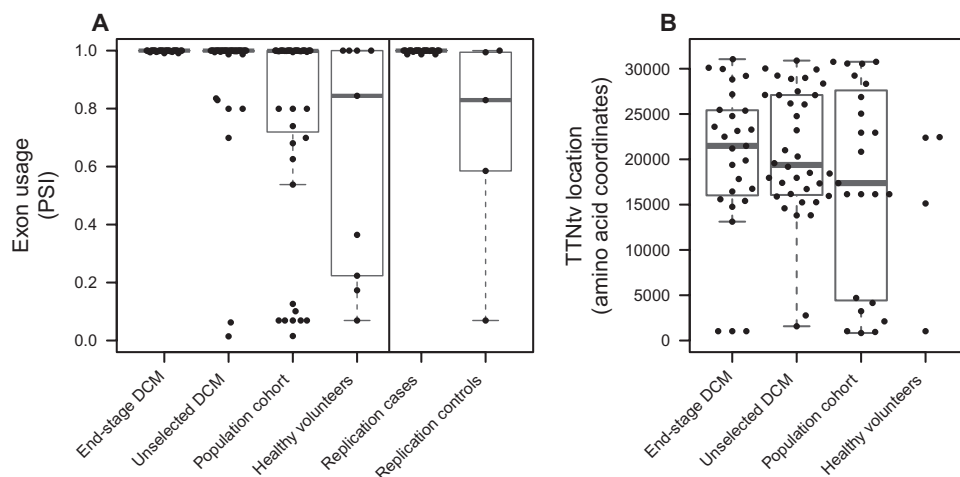 A
Exon usage
(PSI)
1.0
0.8
0.6
0.4
0.2
0.0
End-stage DCM
Unselected DCM
Population cohort
Healthy volunteers
Replication cases
Replication controls
B
TTNtv location
(amino acid coordinates)
30000
25000
20000
15000
10000
5000
0
End-stage DCM
Unselected DCM
Population cohort
Healthy volunteers